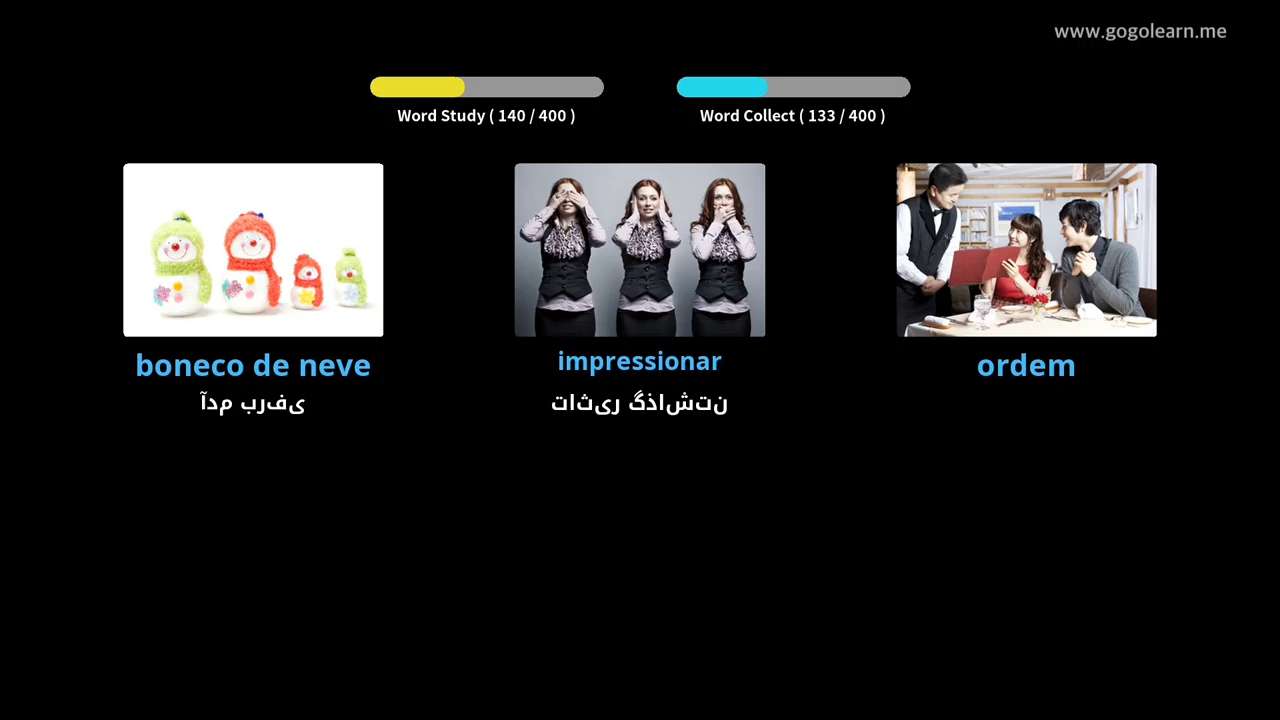 www.gogolearn.me
Word Study ( 140 / 400 )
Word Collect ( 133 / 400 )
boneco de neve
آدم برفی
impressionar
تاثیر گذاشتن
ordem